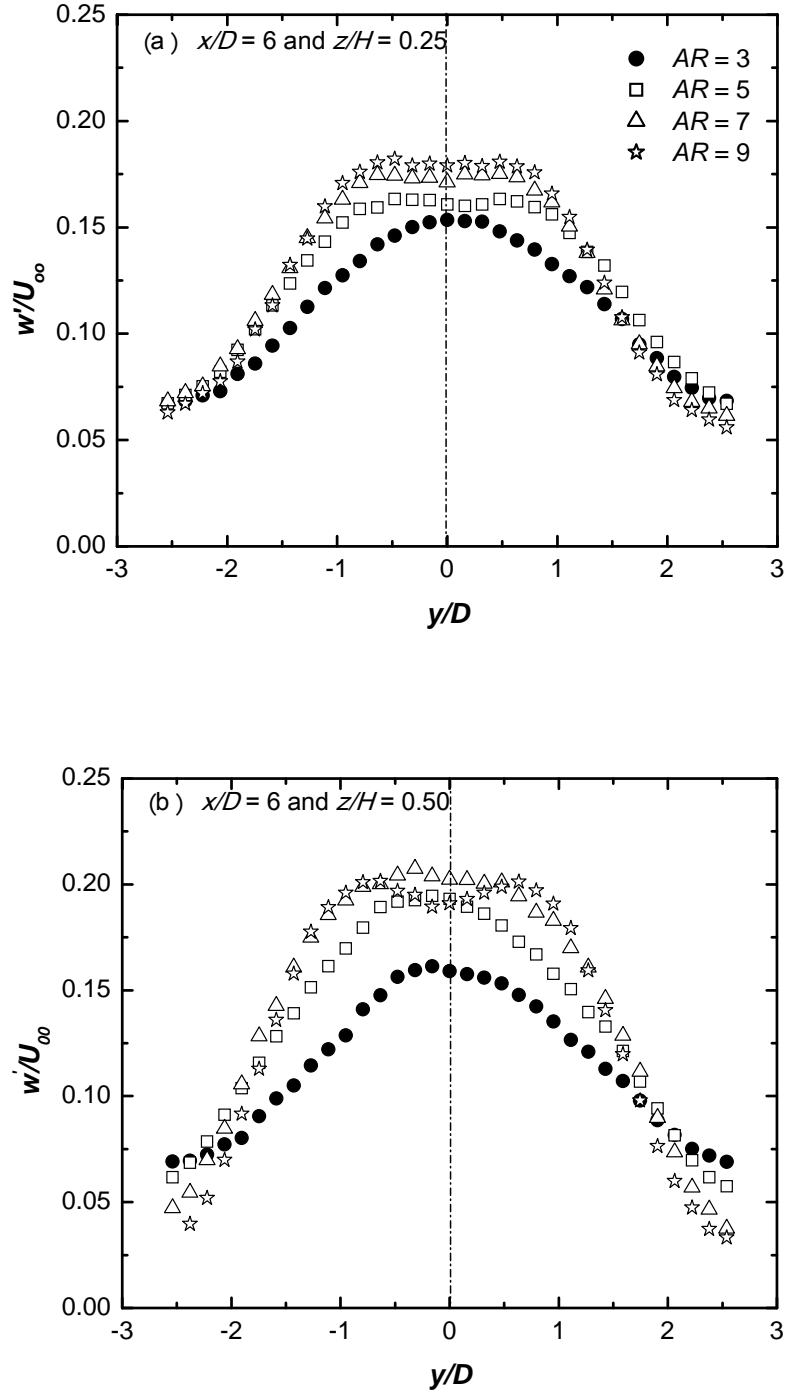 (a ) x/D = 6 and z/H = 0.25
AR = 3
AR = 5
AR = 7
AR = 9
0.25
0.20
0.15
0.10
0.05
0.00
w'/Uoo
-3 -2 -1 0 1 2 3
y/D
(b ) x/D = 6 and z/H = 0.50
0.25
0.20
0.15
0.10
0.05
0.00
w'/U00
-3 -2 -1 0 1 2 3
y/D